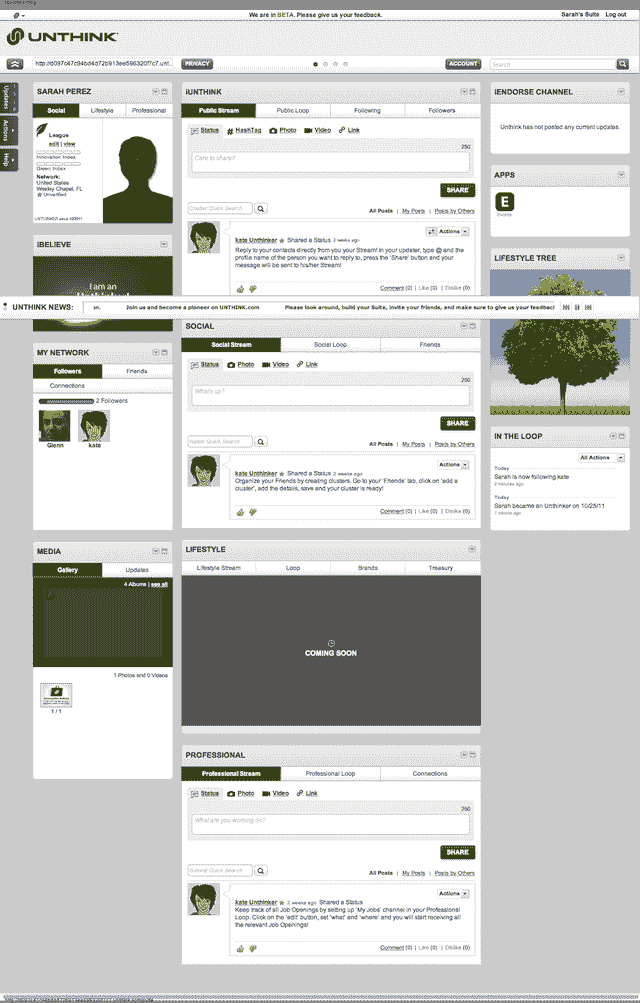 We are in BETA. Please give us your feedback.
Sarah's Suite Log out
UNTHINK
http://d097c47c94bd4d72b913ee596320f7c7.unt.
PRIVACY
ACCOUNT
Search
Updates
Actions
Help
SARAH PEREZ
Social Lifestyle Professional
League
edit | view
Innovation Index
Green Index
Network:
United States
Wesley Chapel, FL
Unverified
UNTHINKER since 10/2011
iBELIEVE
I am an
MY NETWORK
Followers Friends
Connections
2 Followers
Glenn kate
MEDIA
Gallery Updates
4 Albums | see all
1 Photos and 0 Videos
1 / 1
iUNTHINK
Public Stream Public Loop Following Followers
Status HashTag Photo Video Link
250
Care to share?
SHARE
Chatter Quick Search
All Posts | My Posts | Posts by Others
Actions
kate Unthinker Shared a Status 2 weeks ago
Reply to your contacts directly from you your Stream! In your updater, type @ and the
profile name of the person you want to reply to, press the 'Share' button and your
message will be sent to his/her Stream!
Comment (0) | Like (0) | Dislike (0)
UNTHINK NEWS:
on. Join us and become a pioneer on UNTHINK.com Please look around, build your Suite, invite your friends, and make sure to give us your feedback
SOCIAL
Social Stream Social Loop Friends
Status Photo Video Link
250
What's up?
SHARE
Quick Search
All Posts | My Posts | Posts by Others
Actions
kate Unthinker Shared a Status 2 weeks ago
Organize your Friends by creating clusters. Go to your 'Friends' tab, click on 'add a
cluster', add the details, save and your cluster is ready!
Comment (0) | Like (0) | Dislike (0)
LIFESTYLE
Lifestyle Stream Loop Brands Treasury
COMING SOON
PROFESSIONAL
Professional Stream Professional Loop Connections
Status Photo Video Link
250
What are you working on?
SHARE
Submit Quick Search
All Posts | My Posts | Posts by Others
Actions
kate Unthinker 2 weeks ago Shared a Status
Keep track of all Job Openings by setting up 'My Jobs' channel in your Professional
Loop. Click on the 'edit' button, set 'what' and 'where' and you will start receiving all
the relevant Job Openings!
Comment (0) | Like (0) | Dislike (0)
iENDORSE CHANNEL
Unthink has not posted any current updates.
APPS
E
Events
LIFESTYLE TREE
IN THE LOOP
All Actions
Today
Sarah is now following kate
2 minutes ago
Today
Sarah became an Unthinker on 10/25/11
1 minute ago